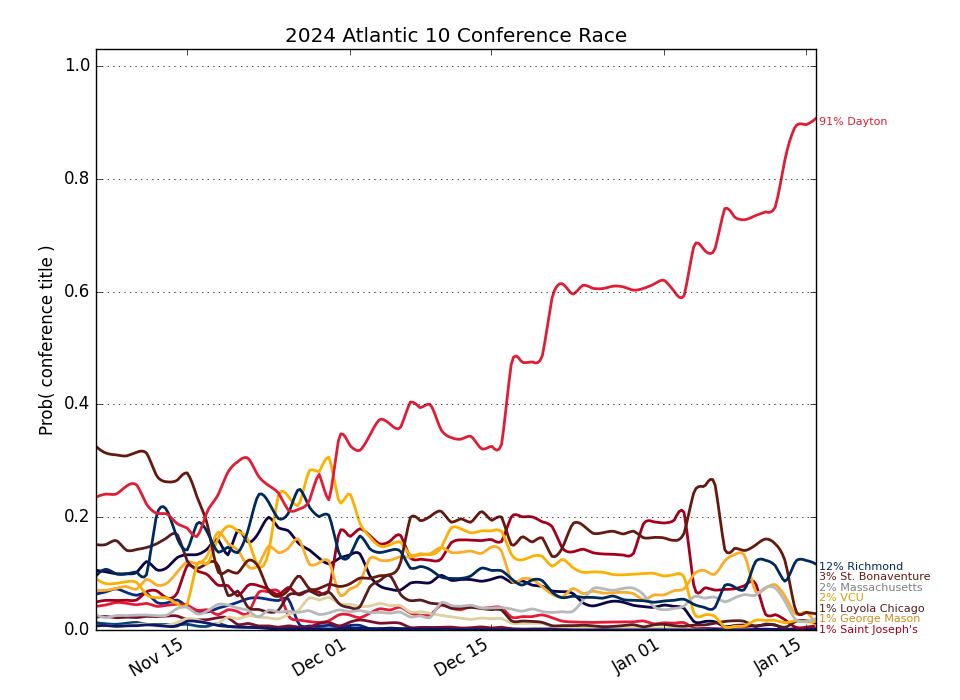 2024 Atlantic 10 Conference Race
Prob( conference title )
1.0
0.8
0.6
0.4
0.2
0.0
Nov 15
Dec 01
Dec 15
Jan 01
Jan 15
91% Dayton
12% Richmond
3% St. Bonaventure
2% Massachusetts
2% VCU
1% Loyola Chicago
1% George Mason
1% Saint Joseph's